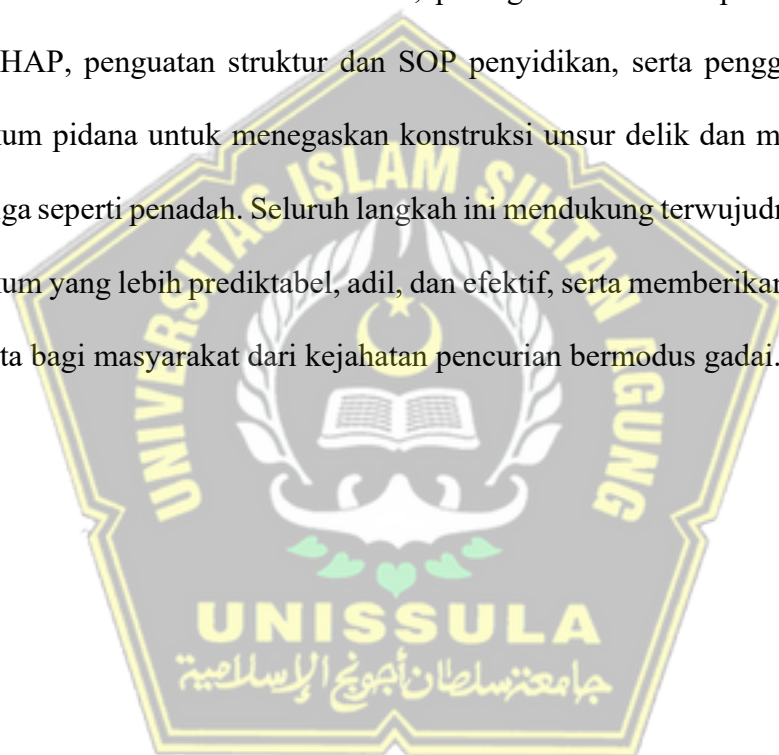 HAP, penguatan struktur dan SOP penyidikan, serta pengg
um pidana untuk menegaskan konstruksi unsur delik dan m
ga seperti penadah. Seluruh langkah ini mendukung terwujudn
um yang lebih prediktabel, adil, dan efektif, serta memberikan
ta bagi masyarakat dari kejahatan pencurian bermodus gadai.
UNIVERSITAS ISLAM SULTAN AGUNG
UNISSULA
جامعة سلطان أجونج الإسلامية